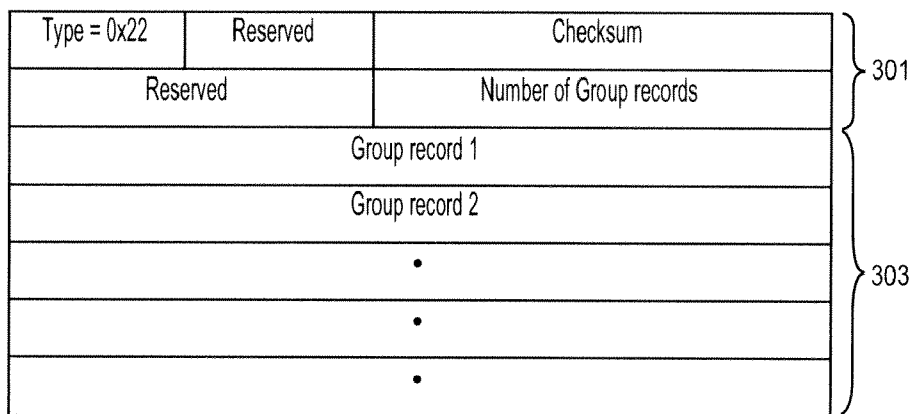 Type = 0x22 Reserved Checksum
301
Reserved Number of Group records
Group record 1
Group record 2
•
303
•
•